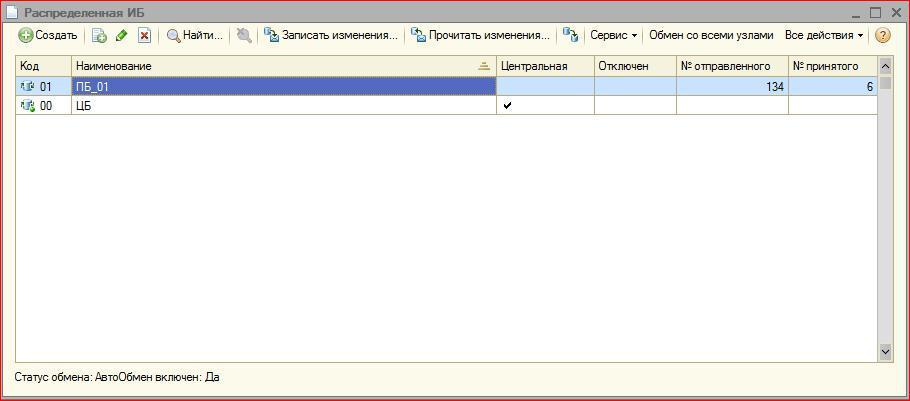 Распределенная ИБ
Создать Найти... Записать изменения... Прочитать изменения... Сервис Обмен со всеми узлами Все действия ?
Код Наименование Центральная Отключен № отправленного № принятого
01 ПБ_01 134 6
00 ЦБ
Статус обмена: АвтоОбмен включен: Да